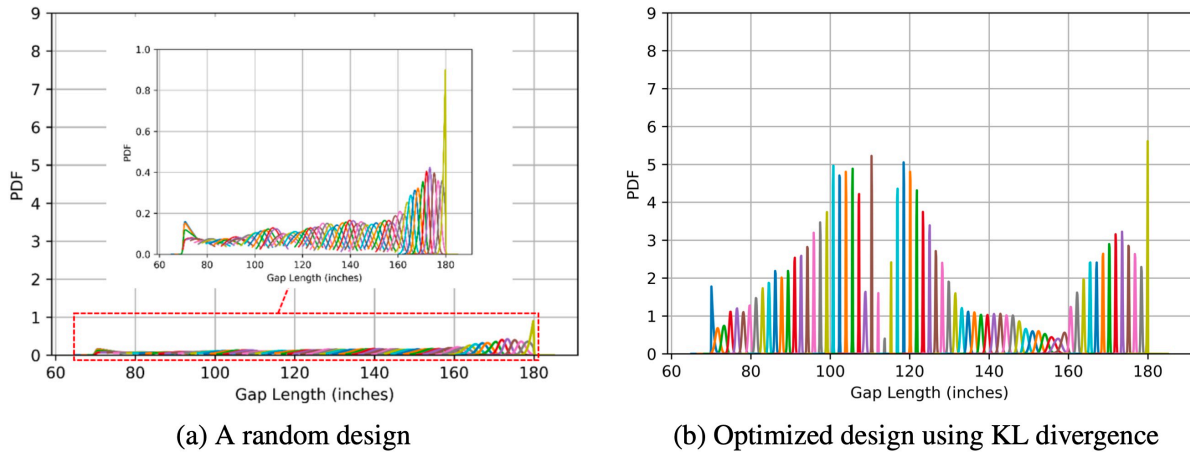 9
8
7
6
5
4
3
2
1
0
PDF
60 80 100 120 140 160 180
Gap Length (inches)
1.0
0.8
0.6
0.4
0.2
0.0
PDF
60 80 100 120 140 160 180
Gap Length (inches)
(a) A random design
9
8
7
6
5
4
3
2
1
0
PDF
60 80 100 120 140 160 180
Gap Length (inches)
(b) Optimized design using KL divergence